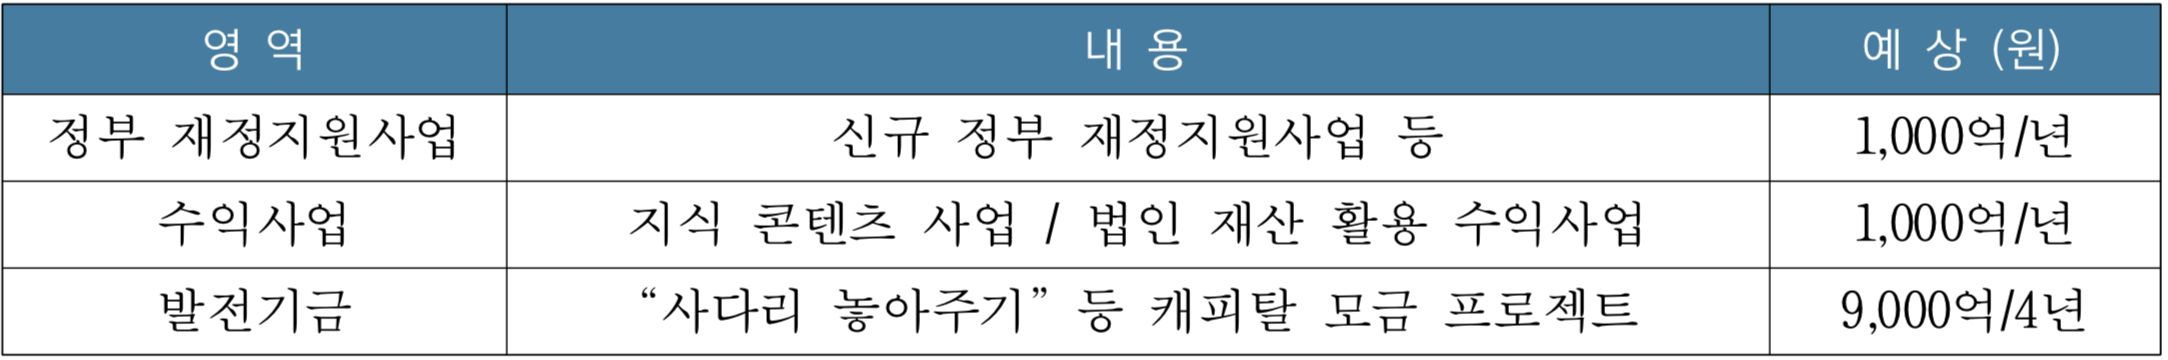 영 역 내 용 예 상 (원)
정부 재정지원사업 신규 정부 재정지원사업 등 1,000억/년
수익사업 지식 콘텐츠 사업 / 법인 재산 활용 수익사업 1,000억/년
발전기금 “사다리 놓아주기” 등 캐피탈 모금 프로젝트 9,000억/4년